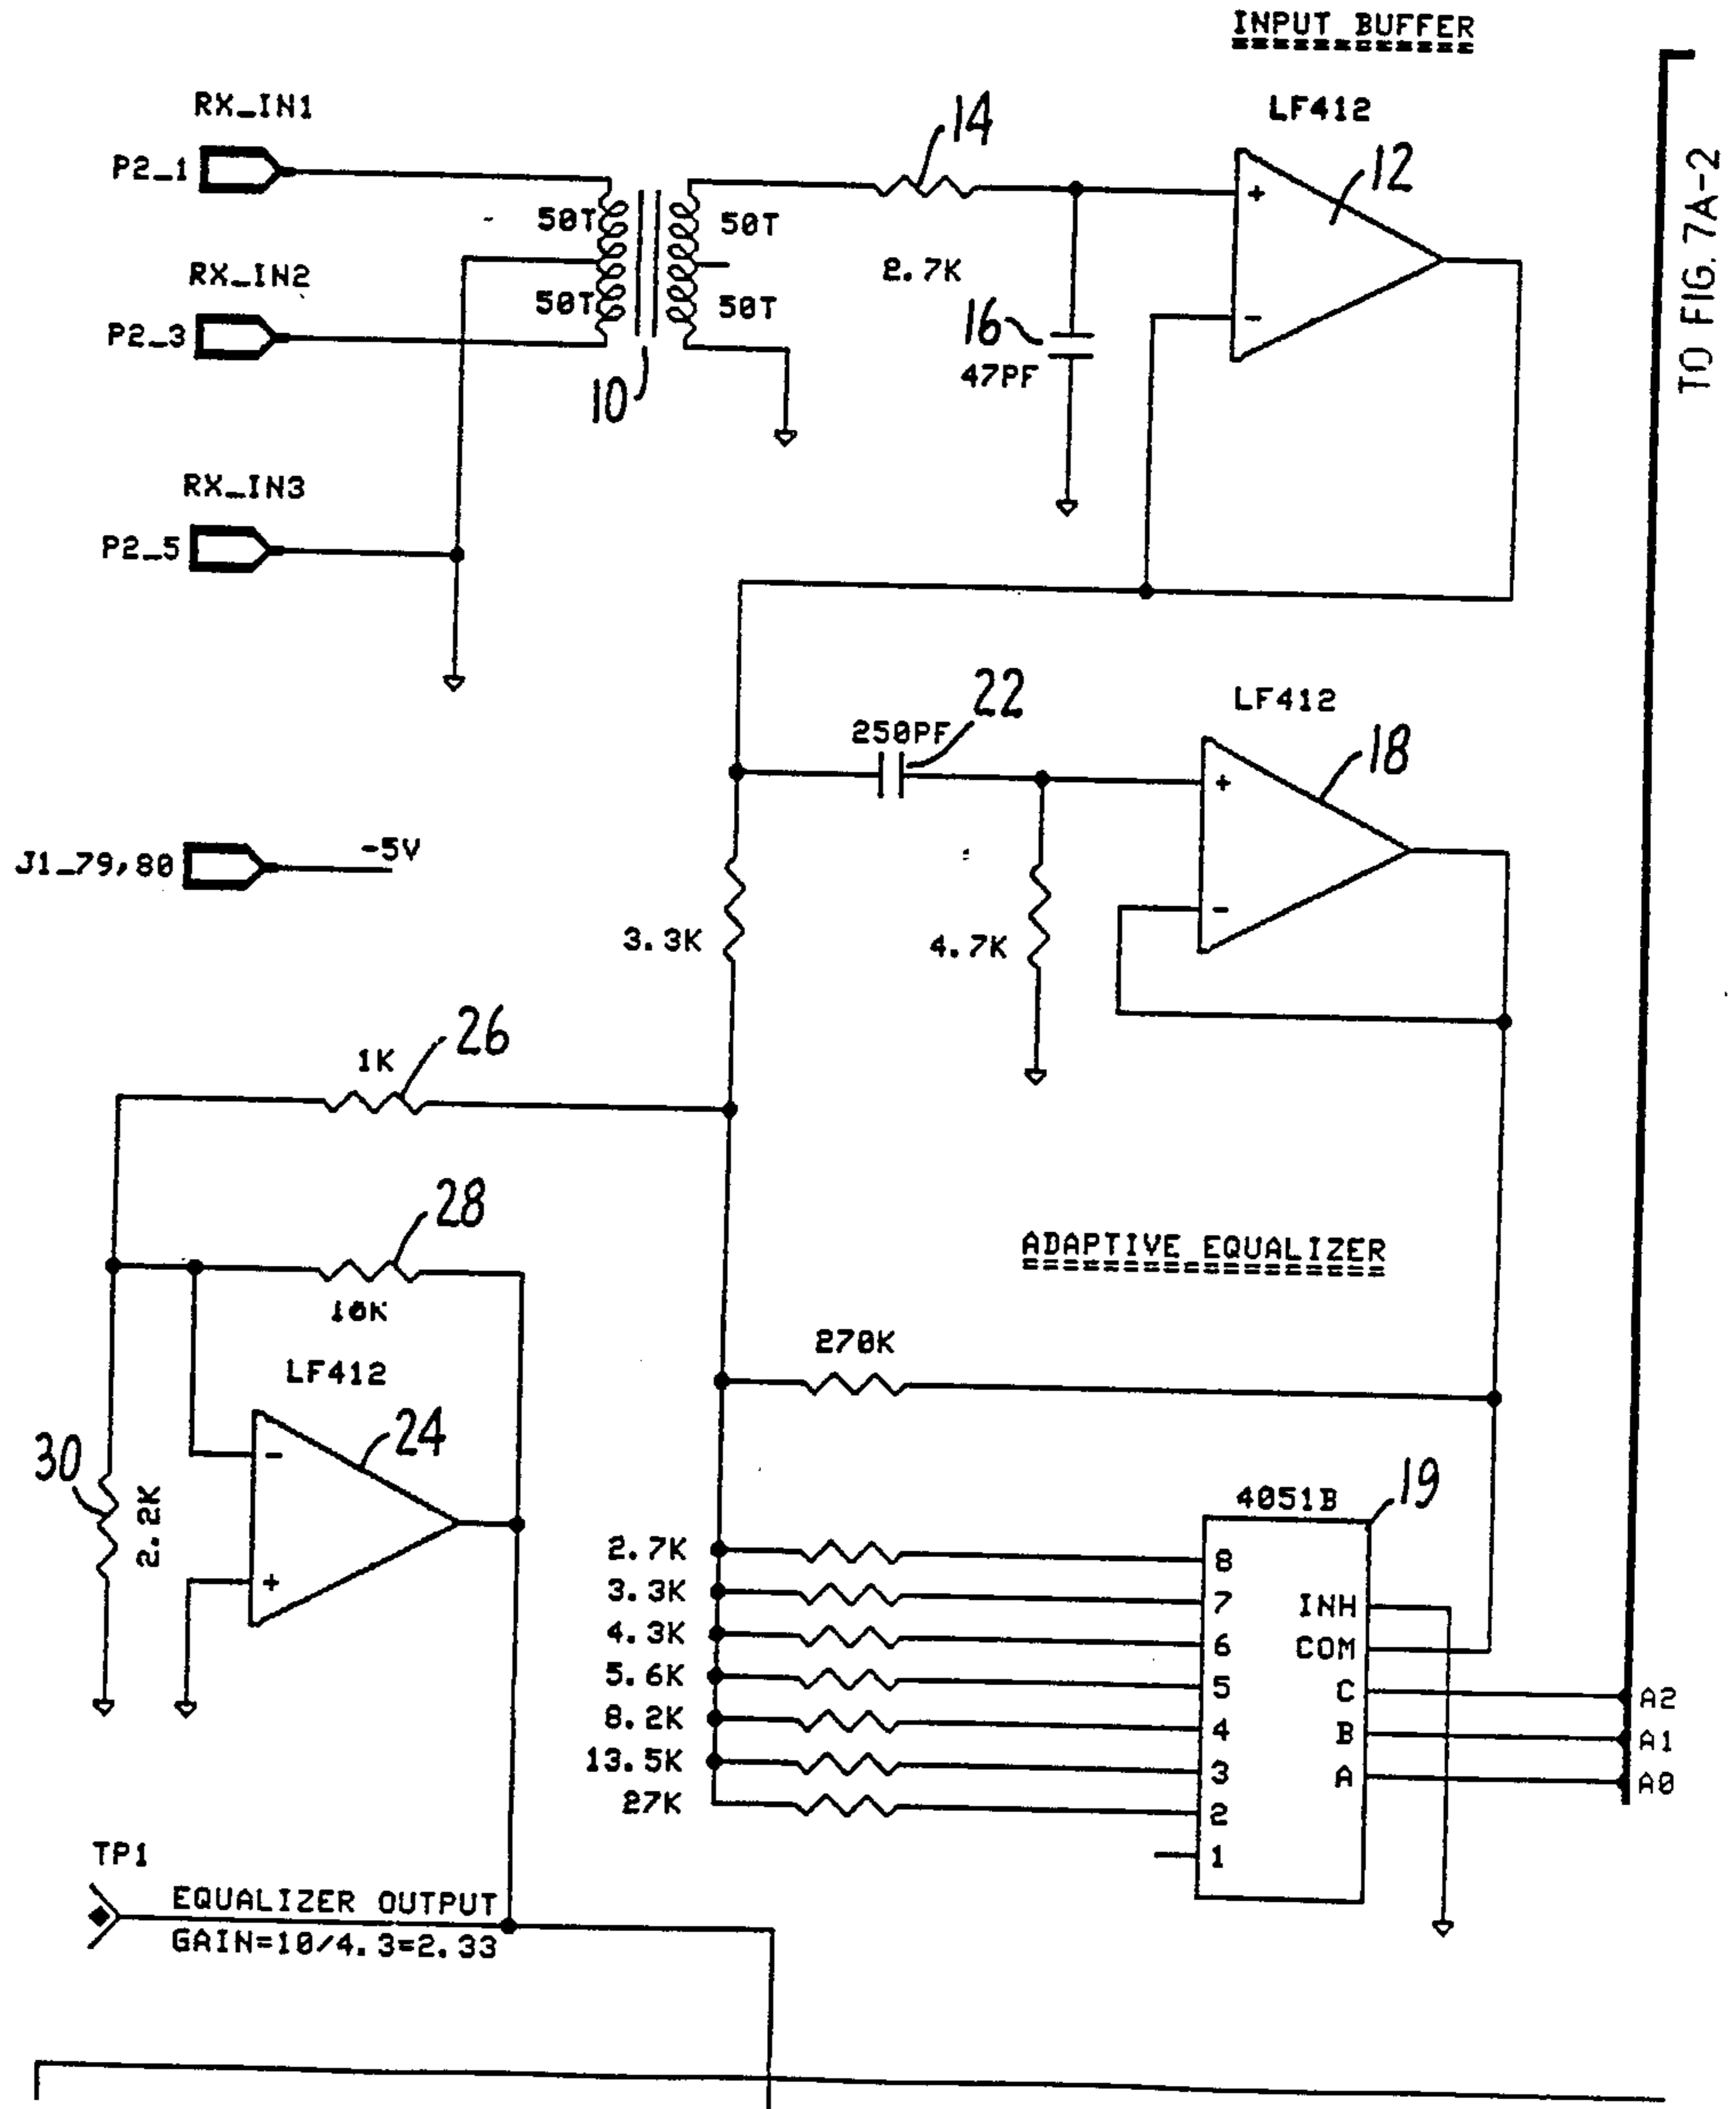 INPUT BUFFER
RX_IN1
P2_1
50T
50T
RX_IN2
P2_3
50T
50T
10
14
2.7K
LF412
12
+
-
16
47PF
TO FIG. 7A-2
RX_IN3
P2_5
J1_79,80
-5V
250PF
22
LF412
18
+
-
3.3K
4.7K
1K
26
28
10K
LF412
24
-
+
30
2.2K
ADAPTIVE EQUALIZER
270K
4051B
19
2.7K
8
3.3K
7
INH
4.3K
6
COM
5.6K
5
C
A2
8.2K
4
B
A1
13.5K
3
A
A0
27K
2
1
TP1
EQUALIZER OUTPUT
GAIN=10/4.3=2.33